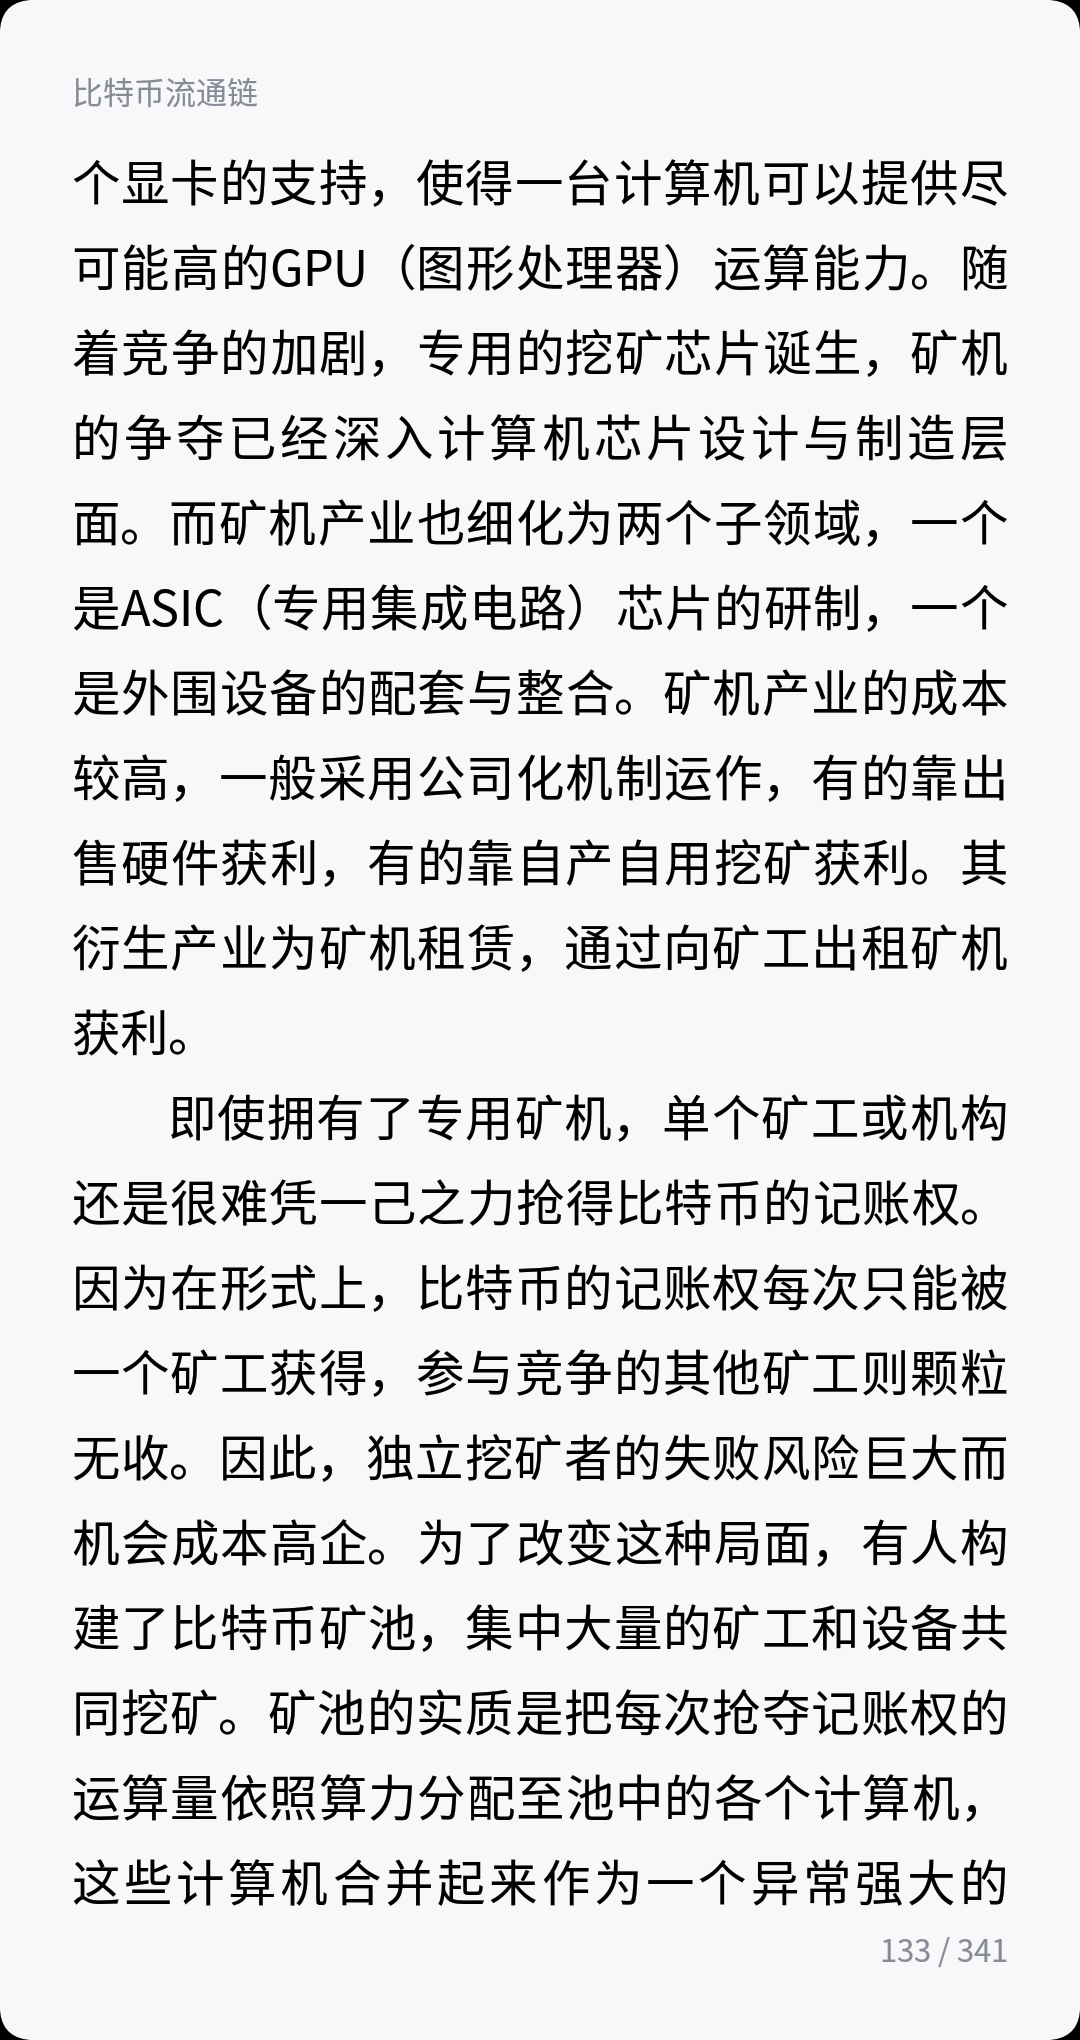 比特币流通链
个显卡的支持，使得一台计算机可以提供尽
可能高的GPU（图形处理器）运算能力。随
着竞争的加剧，专用的挖矿芯片诞生，矿机
的争夺已经深入计算机芯片设计与制造层
面。而矿机产业也细化为两个子领域，一个
是ASIC（专用集成电路）芯片的研制，一个
是外围设备的配套与整合。矿机产业的成本
较高，一般采用公司化机制运作，有的靠出
售硬件获利，有的靠自产自用挖矿获利。其
衍生产业为矿机租赁，通过向矿工出租矿机
获利。
即使拥有了专用矿机，单个矿工或机构
还是很难凭一己之力抢得比特币的记账权。
因为在形式上，比特币的记账权每次只能被
一个矿工获得，参与竞争的其他矿工则颗粒
无收。因此，独立挖矿者的失败风险巨大而
机会成本高企。为了改变这种局面，有人构
建了比特币矿池，集中大量的矿工和设备共
同挖矿。矿池的实质是把每次抢夺记账权的
运算量依照算力分配至池中的各个计算机，
这些计算机合并起来作为一个异常强大的
133 / 341